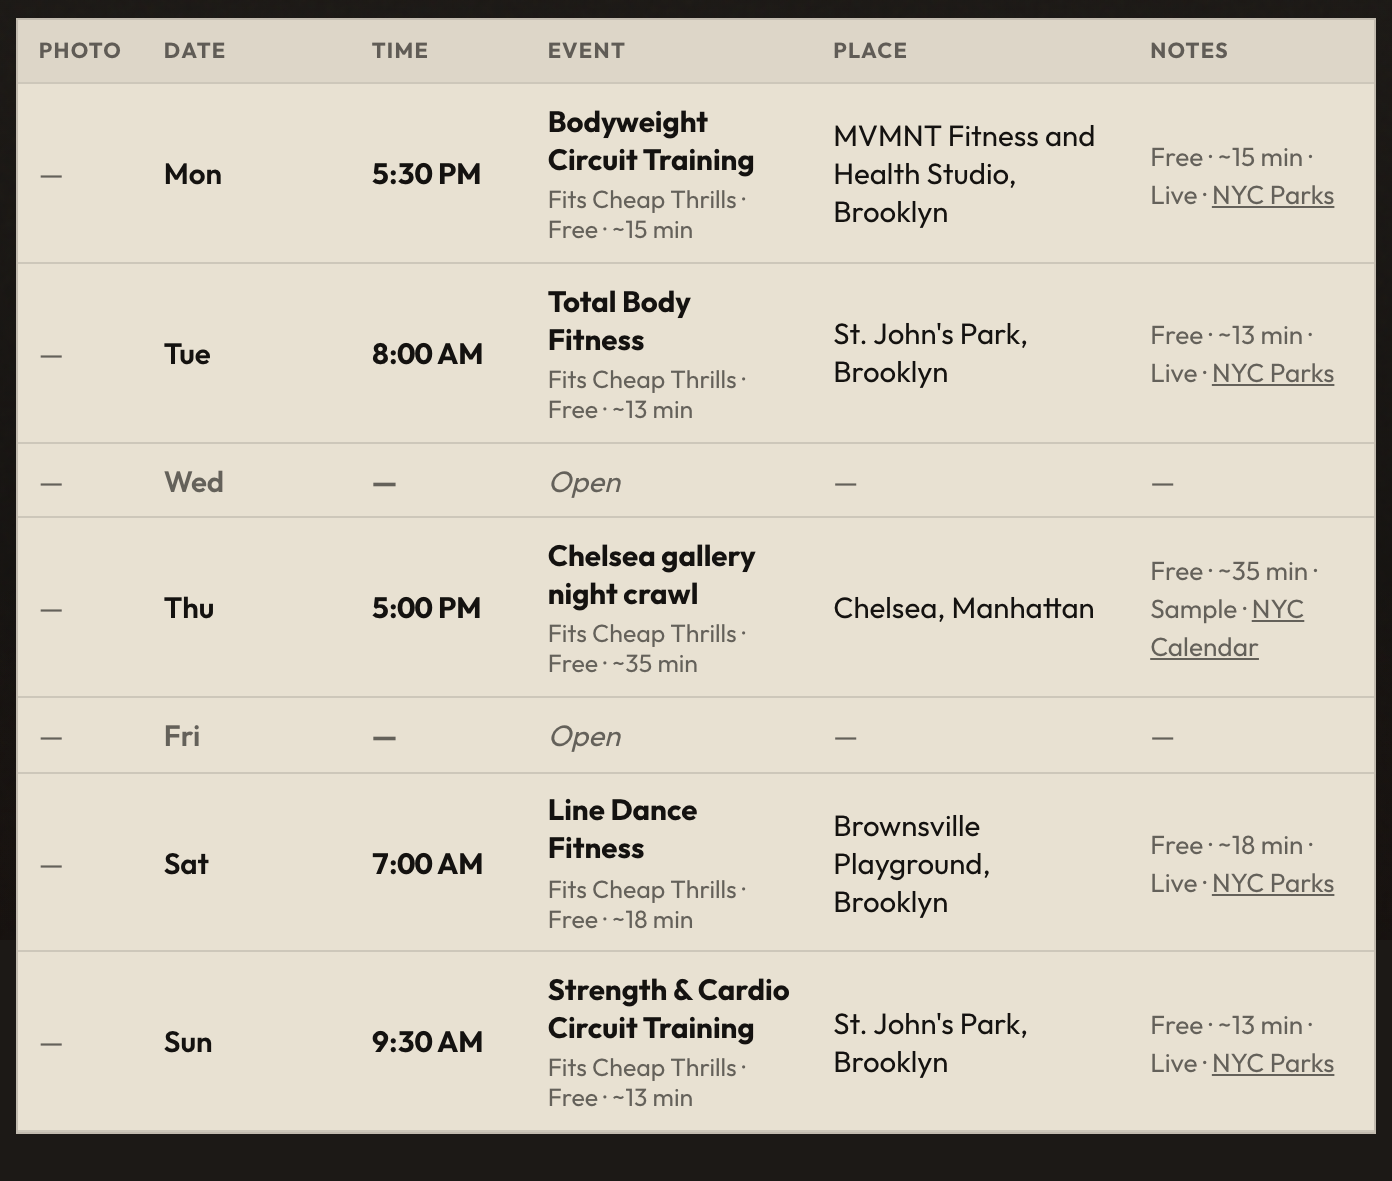 PHOTO DATE TIME EVENT PLACE NOTES
— Mon 5:30 PM
Bodyweight
Circuit Training
Fits Cheap Thrills ·
Free · ~15 min
MVMNT Fitness and
Health Studio,
Brooklyn
Free · ~15 min ·
Live · NYC Parks
— Tue 8:00 AM
Total Body
Fitness
Fits Cheap Thrills ·
Free · ~13 min
St. John's Park,
Brooklyn
Free · ~13 min ·
Live · NYC Parks
— Wed — Open — —
— Thu 5:00 PM
Chelsea gallery
night crawl
Fits Cheap Thrills ·
Free · ~35 min
Chelsea, Manhattan
Free · ~35 min ·
Sample · NYC
Calendar
— Fri — Open — —
— Sat 7:00 AM
Line Dance
Fitness
Fits Cheap Thrills ·
Free · ~18 min
Brownsville
Playground,
Brooklyn
Free · ~18 min ·
Live · NYC Parks
— Sun 9:30 AM
Strength & Cardio
Circuit Training
Fits Cheap Thrills ·
Free · ~13 min
St. John's Park,
Brooklyn
Free · ~13 min ·
Live · NYC Parks